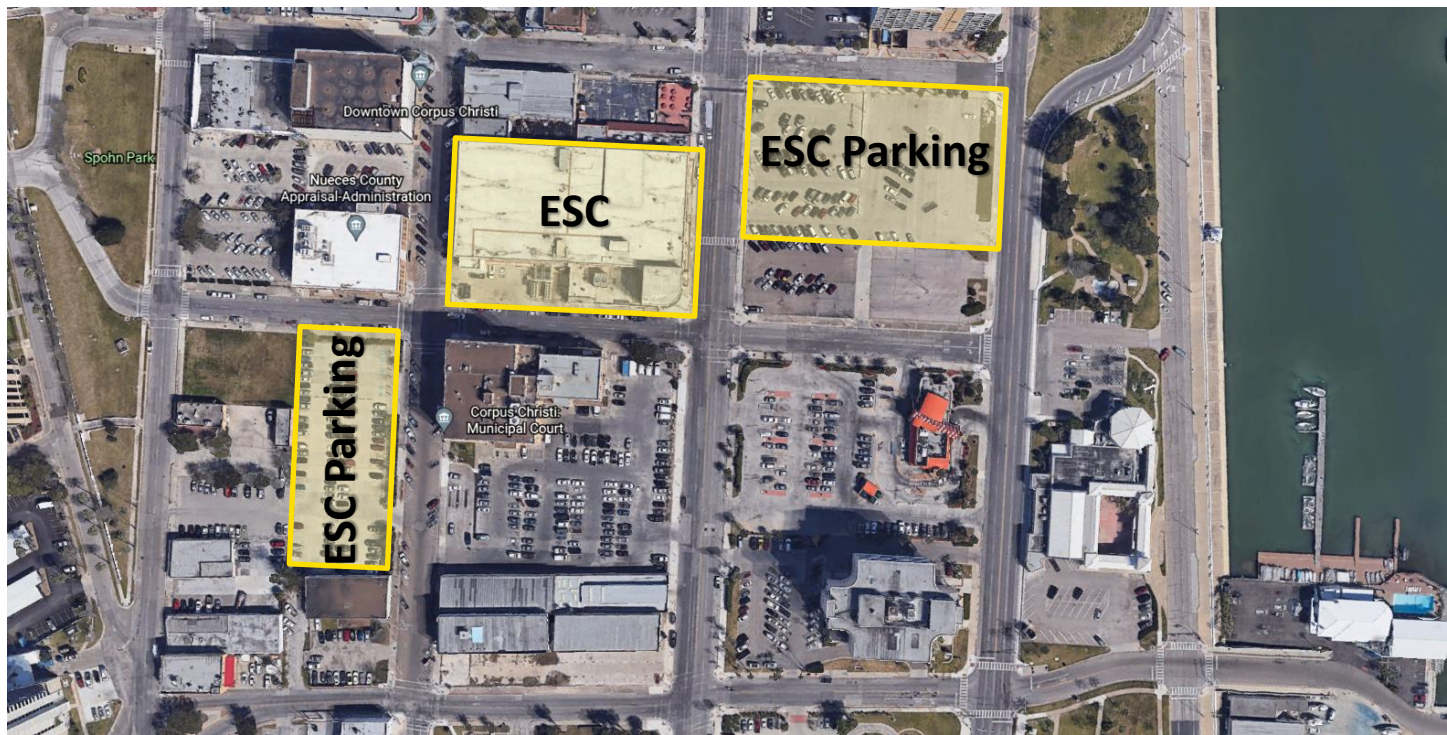 Downtown Corpus Christi
ESC Parking
Spohn Park
Nueces County
Appraisal-Administration
ESC
ESC Parking
Corpus Christi:
Municipal Court